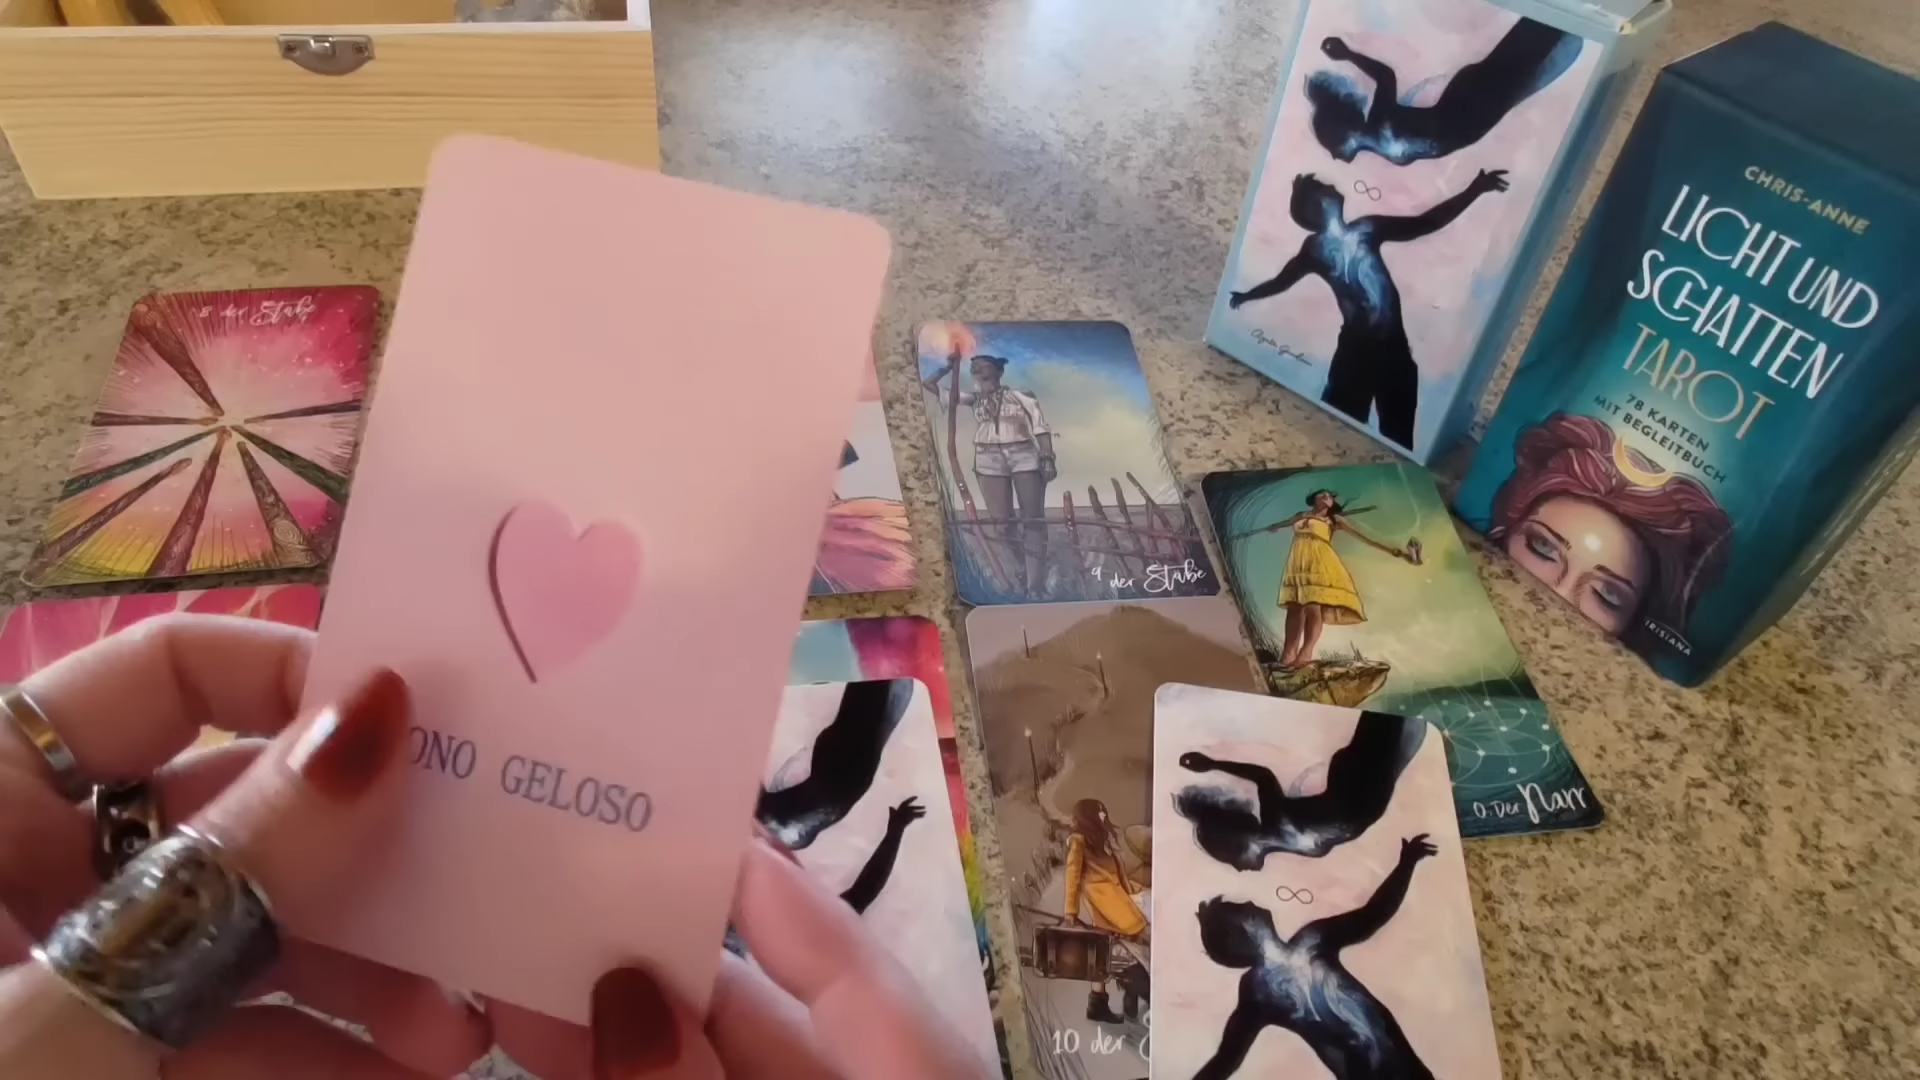 CHRIS-ANNE
LICHT UND
SCHATTEN
TAROT
78 KARTEN
MIT BEGLEITBUCH
IRISIANA
8 der Stäbe
9 der Stäbe
ONO GELOSO
0. Der Narr
10 der